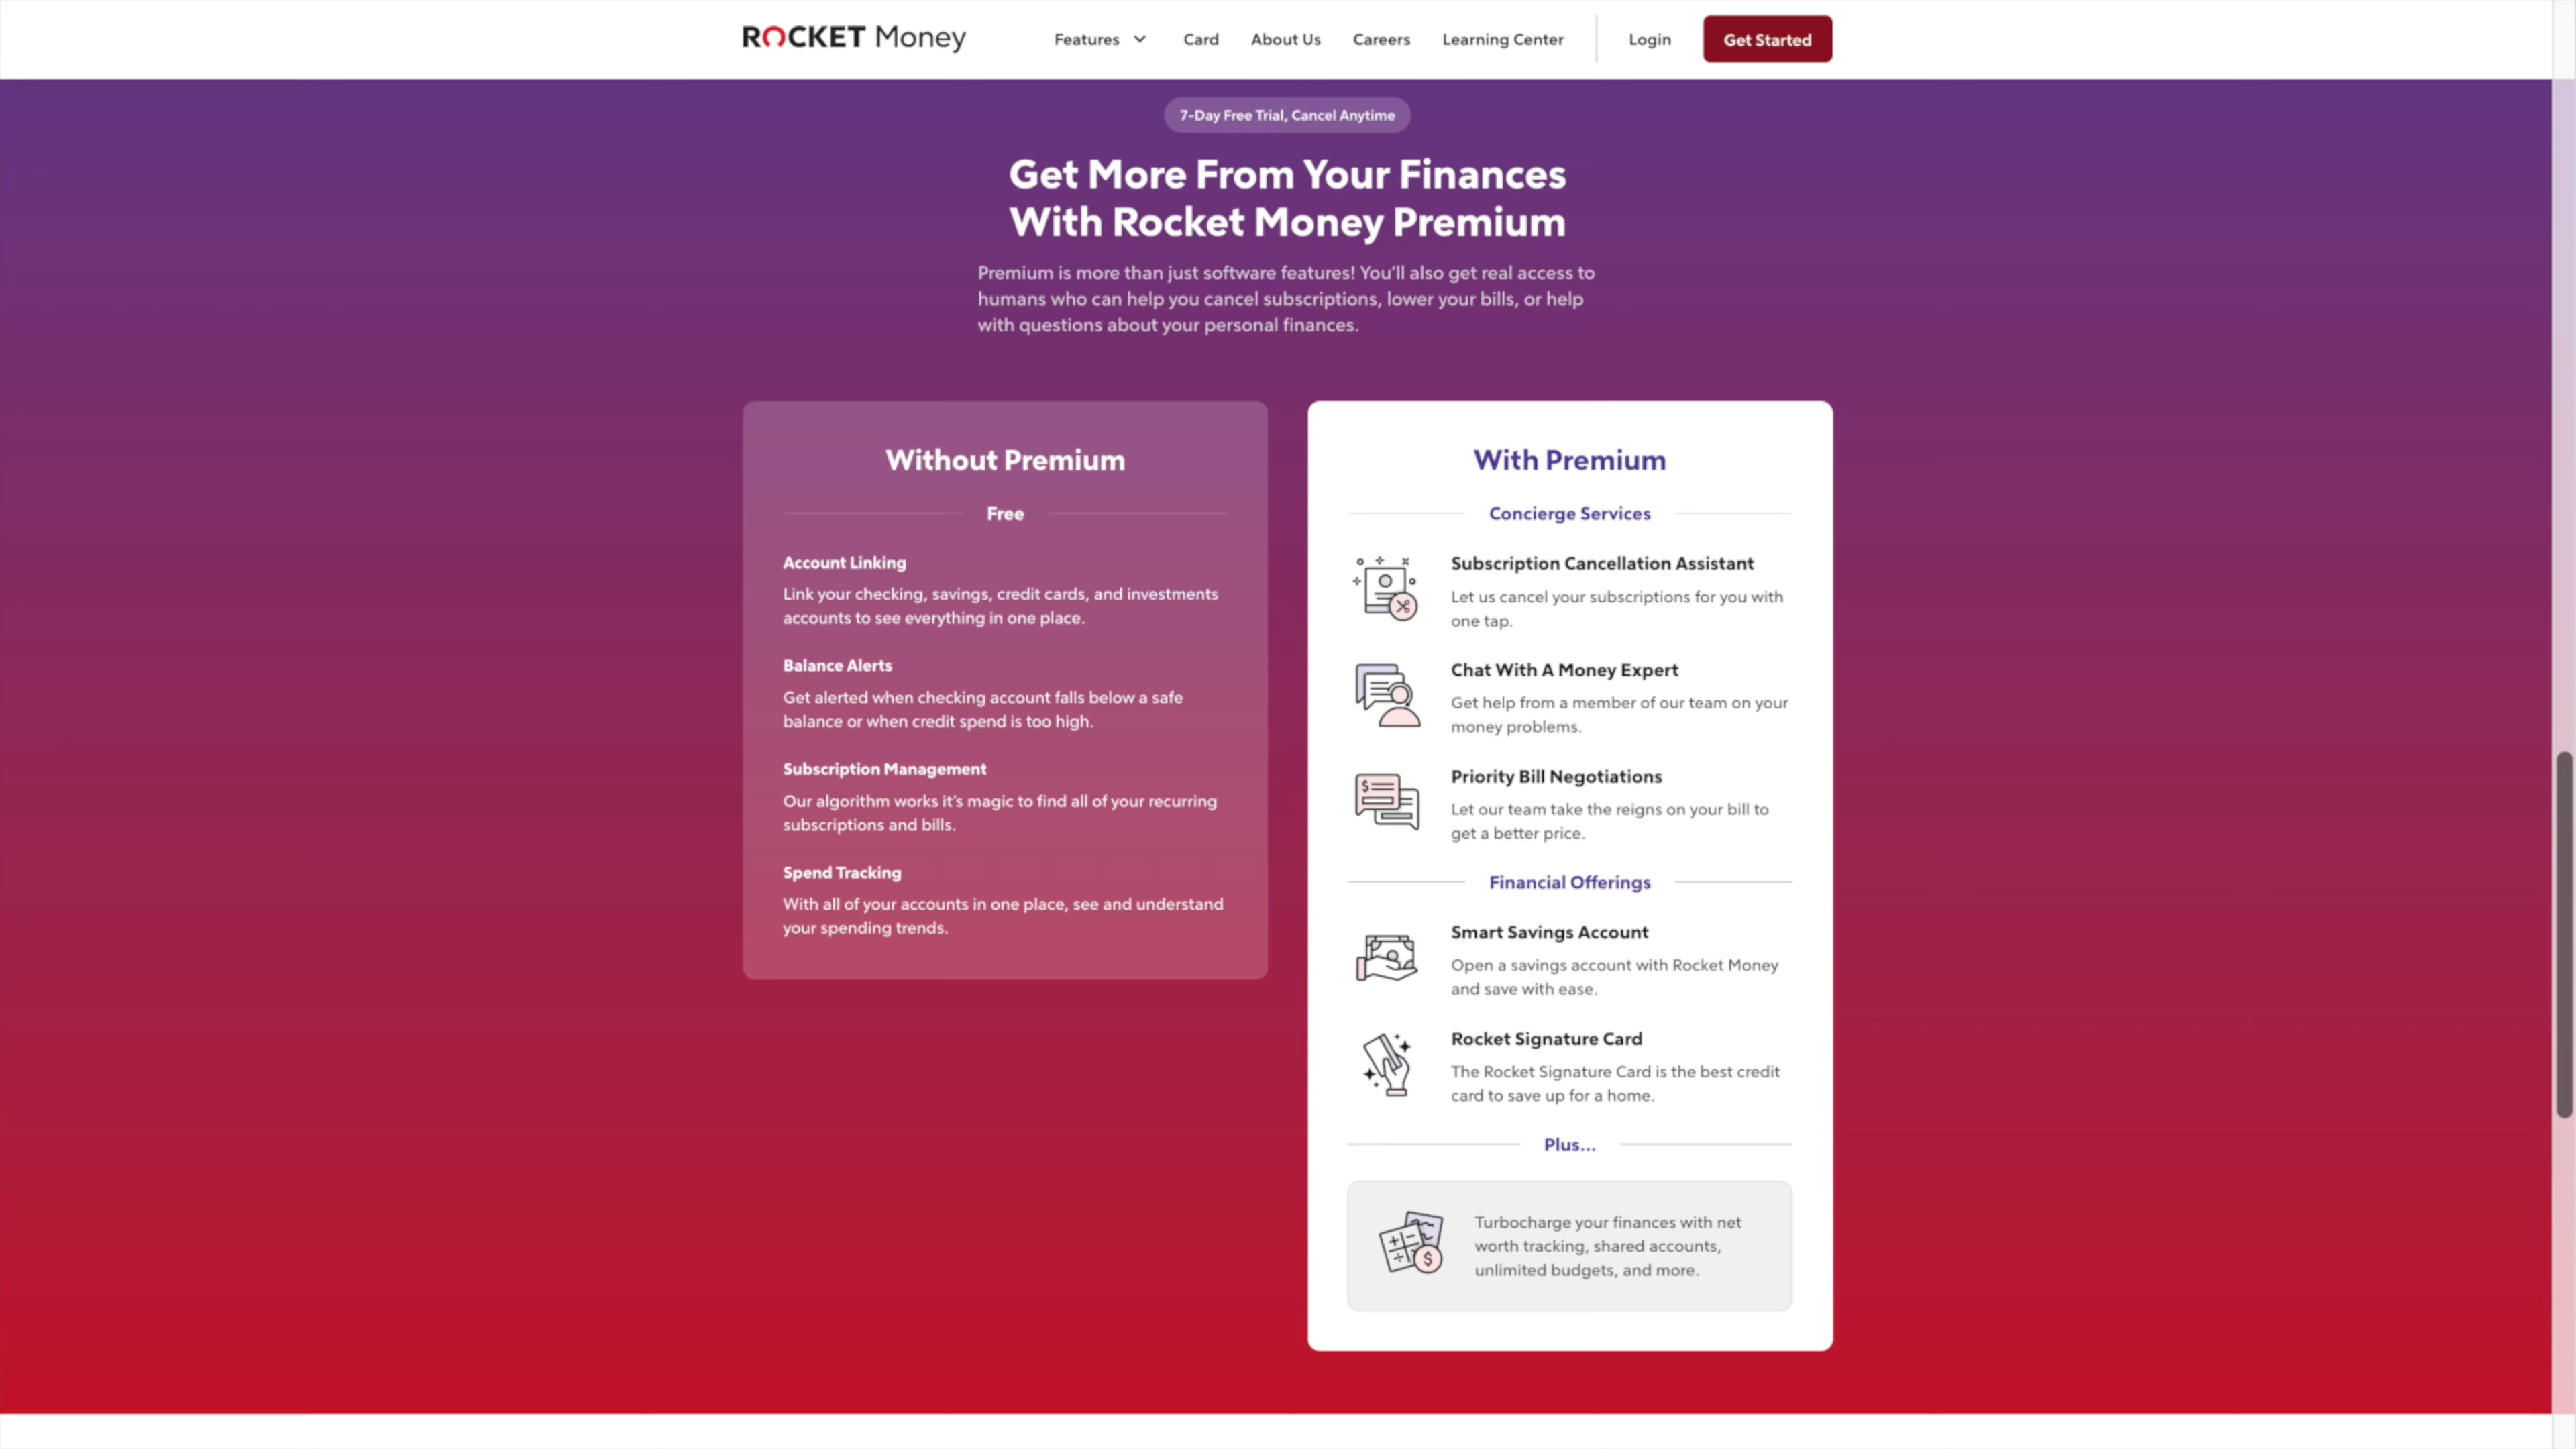 ROCKET Money
Features
Card
About Us
Careers
Learning Center
Login
Get Started
7-Day Free Trial, Cancel Anytime
Get More From Your Finances
With Rocket Money Premium
Premium is more than just software features! You'll also get real access to
humans who can help you cancel subscriptions, lower your bills, or help
with questions about your personal finances.
Without Premium
Free
Account Linking
Link your checking, savings, credit cards, and investments
accounts to see everything in one place.
Balance Alerts
Get alerted when checking account falls below a safe
balance or when credit spend is too high.
Subscription Management
Our algorithm works it's magic to find all of your recurring
subscriptions and bills.
Spend Tracking
With all of your accounts in one place, see and understand
your spending trends.
With Premium
Concierge Services
Subscription Cancellation Assistant
Let us cancel your subscriptions for you with
one tap.
Chat With A Money Expert
Get help from a member of our team on your
money problems.
Priority Bill Negotiations
Let our team take the reigns on your bill to
get a better price.
Financial Offerings
Smart Savings Account
Open a savings account with Rocket Money
and save with ease.
Rocket Signature Card
The Rocket Signature Card is the best credit
card to save up for a home.
Plus...
Turbocharge your finances with net
worth tracking, shared accounts,
unlimited budgets, and more.